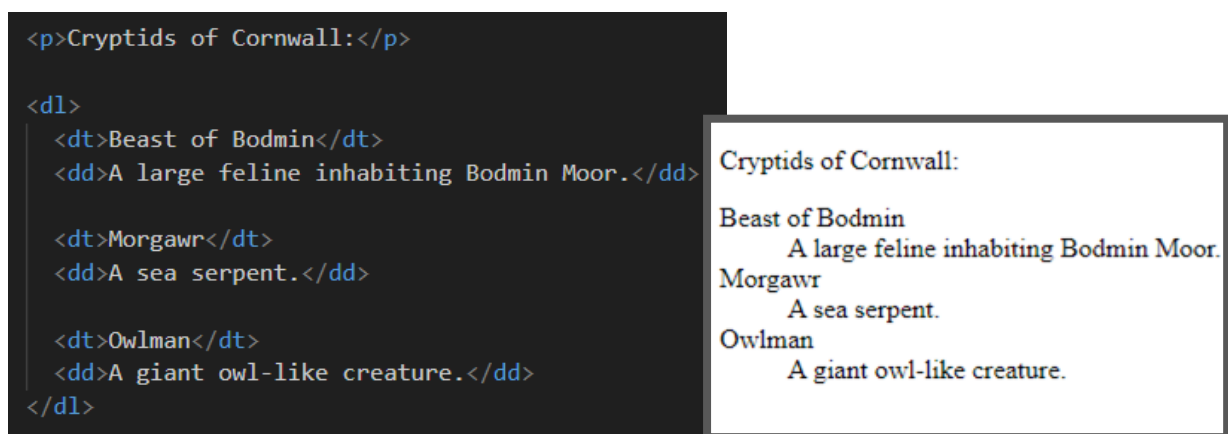 <p>Cryptids of Cornwall:</p>
<dl>
<dt>Beast of Bodmin</dt>
<dd>A large feline inhabiting Bodmin Moor.</dd>
<dt>Morgawr</dt>
<dd>A sea serpent.</dd>
<dt>Owlman</dt>
<dd>A giant owl-like creature.</dd>
</dl>
Cryptids of Cornwall:
Beast of Bodmin
A large feline inhabiting Bodmin Moor.
Morgawr
A sea serpent.
Owlman
A giant owl-like creature.